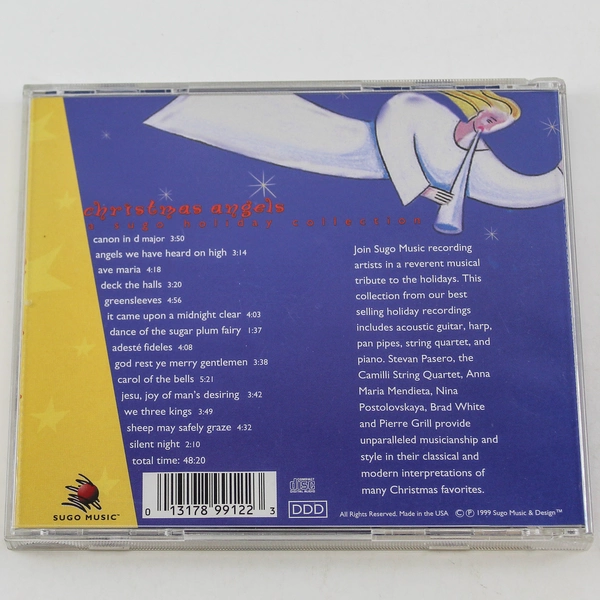 christmas angels
a sugo holiday collection
canon in d major 3:50
angels we have heard on high 3:14
ave maria 4:18
deck the halls 3:20
greensleeves 4:56
it came upon a midnight clear 4:03
dance of the sugar plum fairy 1:37
adesté fideles 4:08
god rest ye merry gentlemen 3:38
carol of the bells 5:21
jesu, joy of man's desiring 3:42
we three kings 3:49
sheep may safely graze 4:32
silent night 2:10
total time: 48:20
Join Sugo Music recording
artists in a reverent musical
tribute to the holidays. This
collection from our best
selling holiday recordings
includes acoustic guitar, harp,
pan pipes, string quartet, and
piano. Stevan Pasero, the
Camilli String Quartet, Anna
Maria Mendieta, Nina
Postolovskaya, Brad White
and Pierre Grill provide
unparalleled musicianship and
style in their classical and
modern interpretations of
many Christmas favorites.
SUGO MUSIC™
0 13178 99122 3
disc
DDD
All Rights Reserved. Made in the USA © ℗ 1999 Sugo Music & Design™